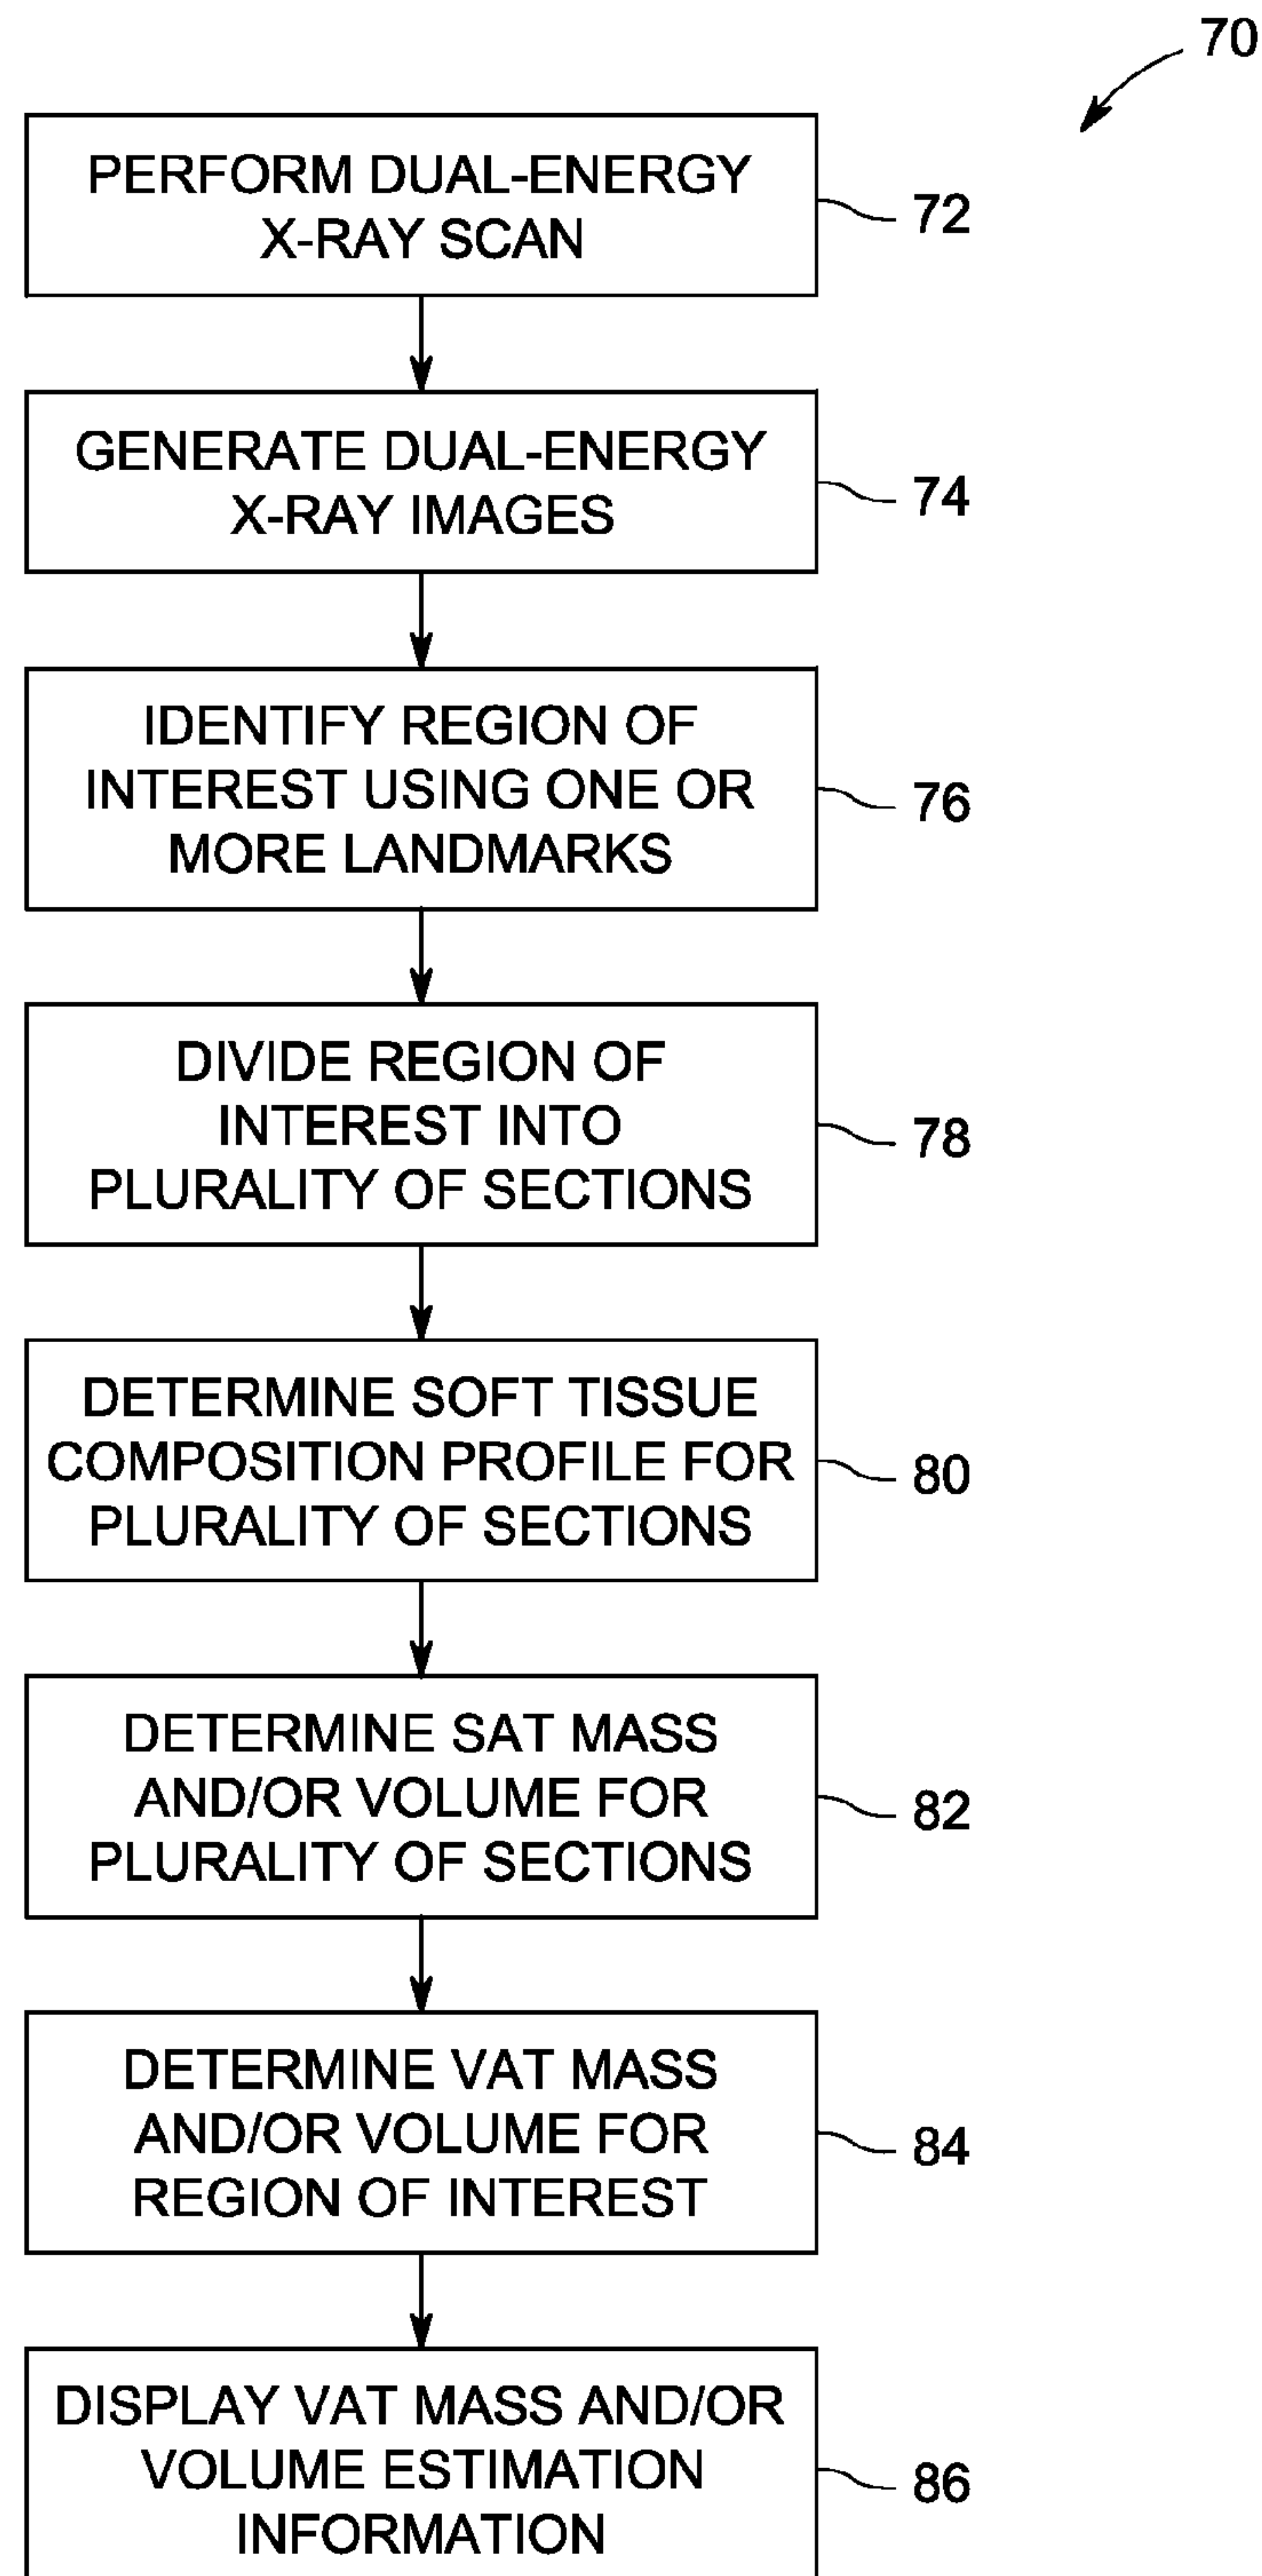 70
PERFORM DUAL-ENERGY
X-RAY SCAN
72
GENERATE DUAL-ENERGY
X-RAY IMAGES
74
IDENTIFY REGION OF
INTEREST USING ONE OR
MORE LANDMARKS
76
DIVIDE REGION OF
INTEREST INTO
PLURALITY OF SECTIONS
78
DETERMINE SOFT TISSUE
COMPOSITION PROFILE FOR
PLURALITY OF SECTIONS
80
DETERMINE SAT MASS
AND/OR VOLUME FOR
PLURALITY OF SECTIONS
82
DETERMINE VAT MASS
AND/OR VOLUME FOR
REGION OF INTEREST
84
DISPLAY VAT MASS AND/OR
VOLUME ESTIMATION
INFORMATION
86